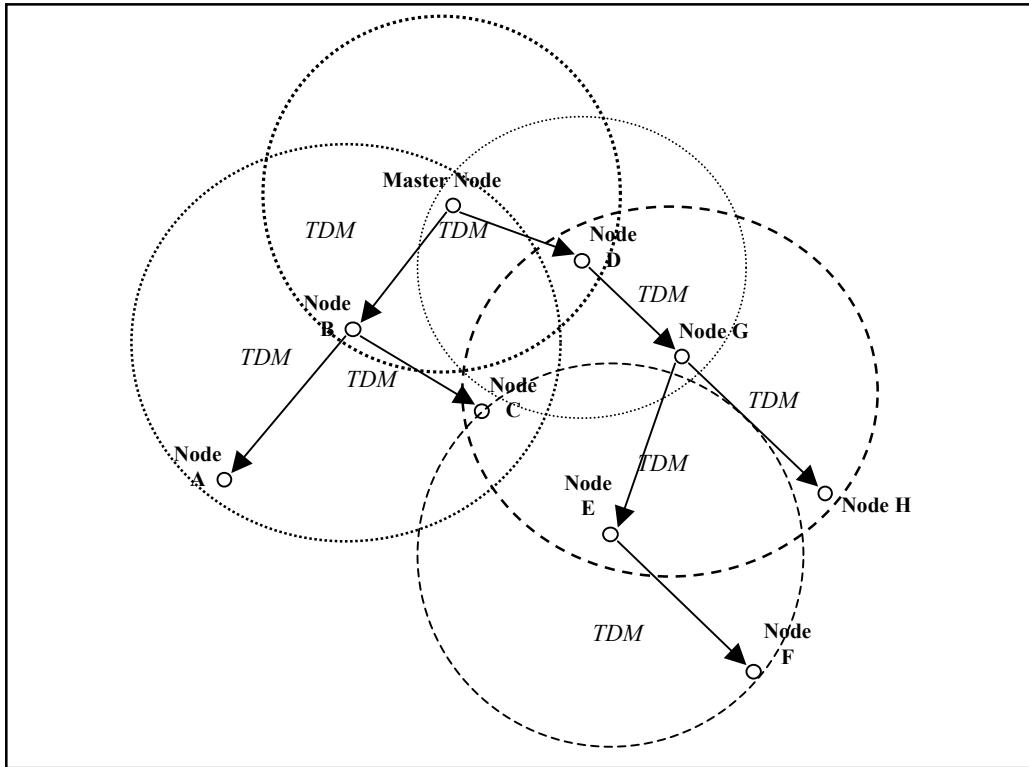 Master Node
TDM
TDM
Node
D
TDM
Node
B
Node G
TDM
TDM
Node
C
TDM
Node
A
TDM
Node
E
Node H
TDM
Node
F